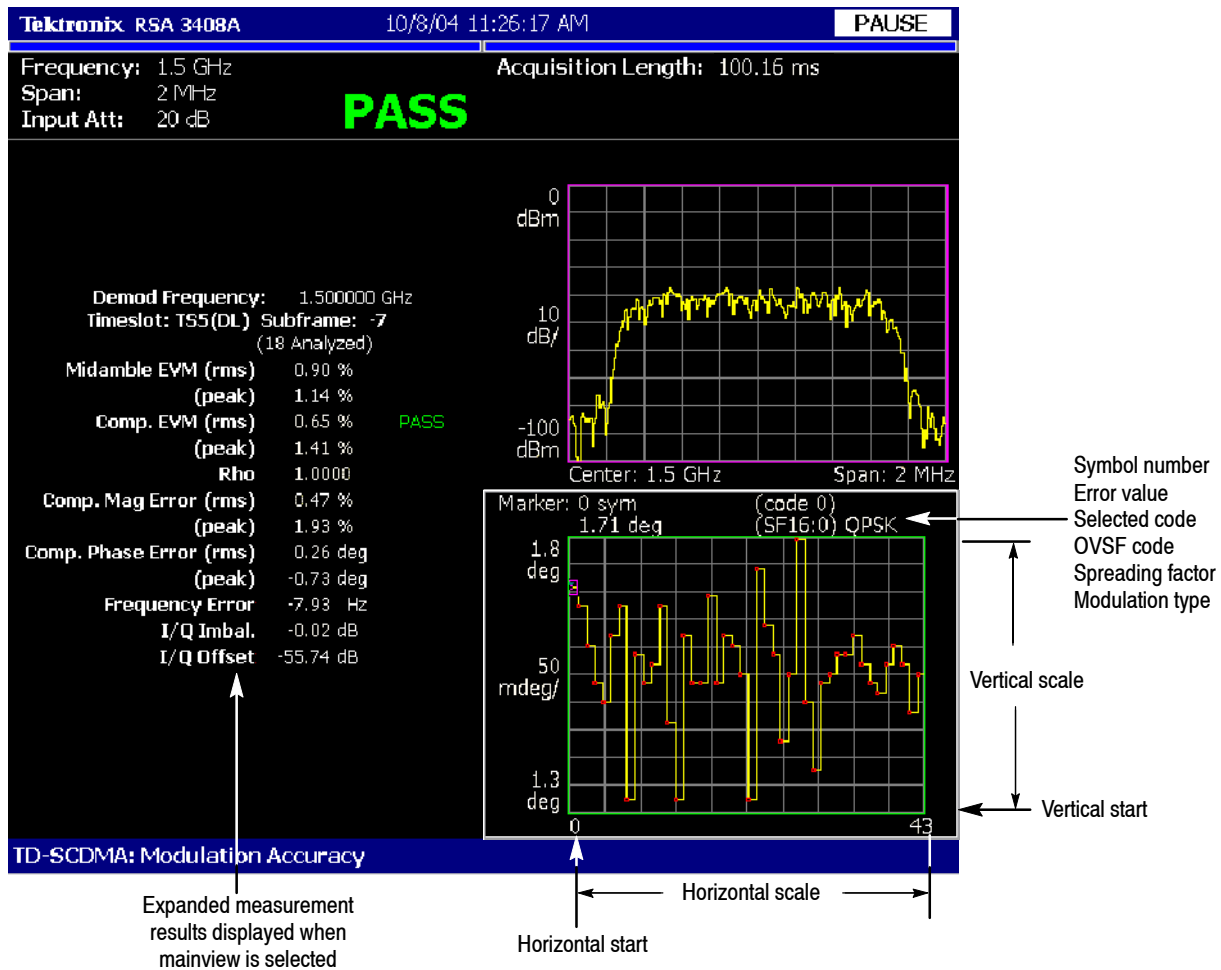 Tektronix RSA 3408A 10/8/04 11:26:17 AM PAUSE
Frequency: 1.5 GHz Acquisition Length: 100.16 ms
Span: 2 MHz
Input Att: 20 dB
PASS
0
dBm
10
dB/
-100
dBm
Center: 1.5 GHz Span: 2 MHz
Demod Frequency: 1.500000 GHz
Timeslot: TS5(DL) Subframe: -7
(18 Analyzed)
Midamble EVM (rms) 0.90 %
(peak) 1.14 %
Comp. EVM (rms) 0.65 % PASS
(peak) 1.41 %
Rho 1.0000
Comp. Mag Error (rms) 0.47 %
(peak) 1.93 %
Comp. Phase Error (rms) 0.26 deg
(peak) -0.73 deg
Frequency Error -7.93 Hz
I/Q Imbal. -0.02 dB
I/Q Offset -55.74 dB
Marker: 0 sym (code 0)
1.71 deg (SF16:0) QPSK
1.8
deg
50
mdeg/
1.3
deg
0 43
Symbol number
Error value
Selected code
OVSF code
Spreading factor
Modulation type
Vertical scale
Vertical start
TD-SCDMA: Modulation Accuracy
Horizontal scale
Horizontal start
Expanded measurement
results displayed when
mainview is selected